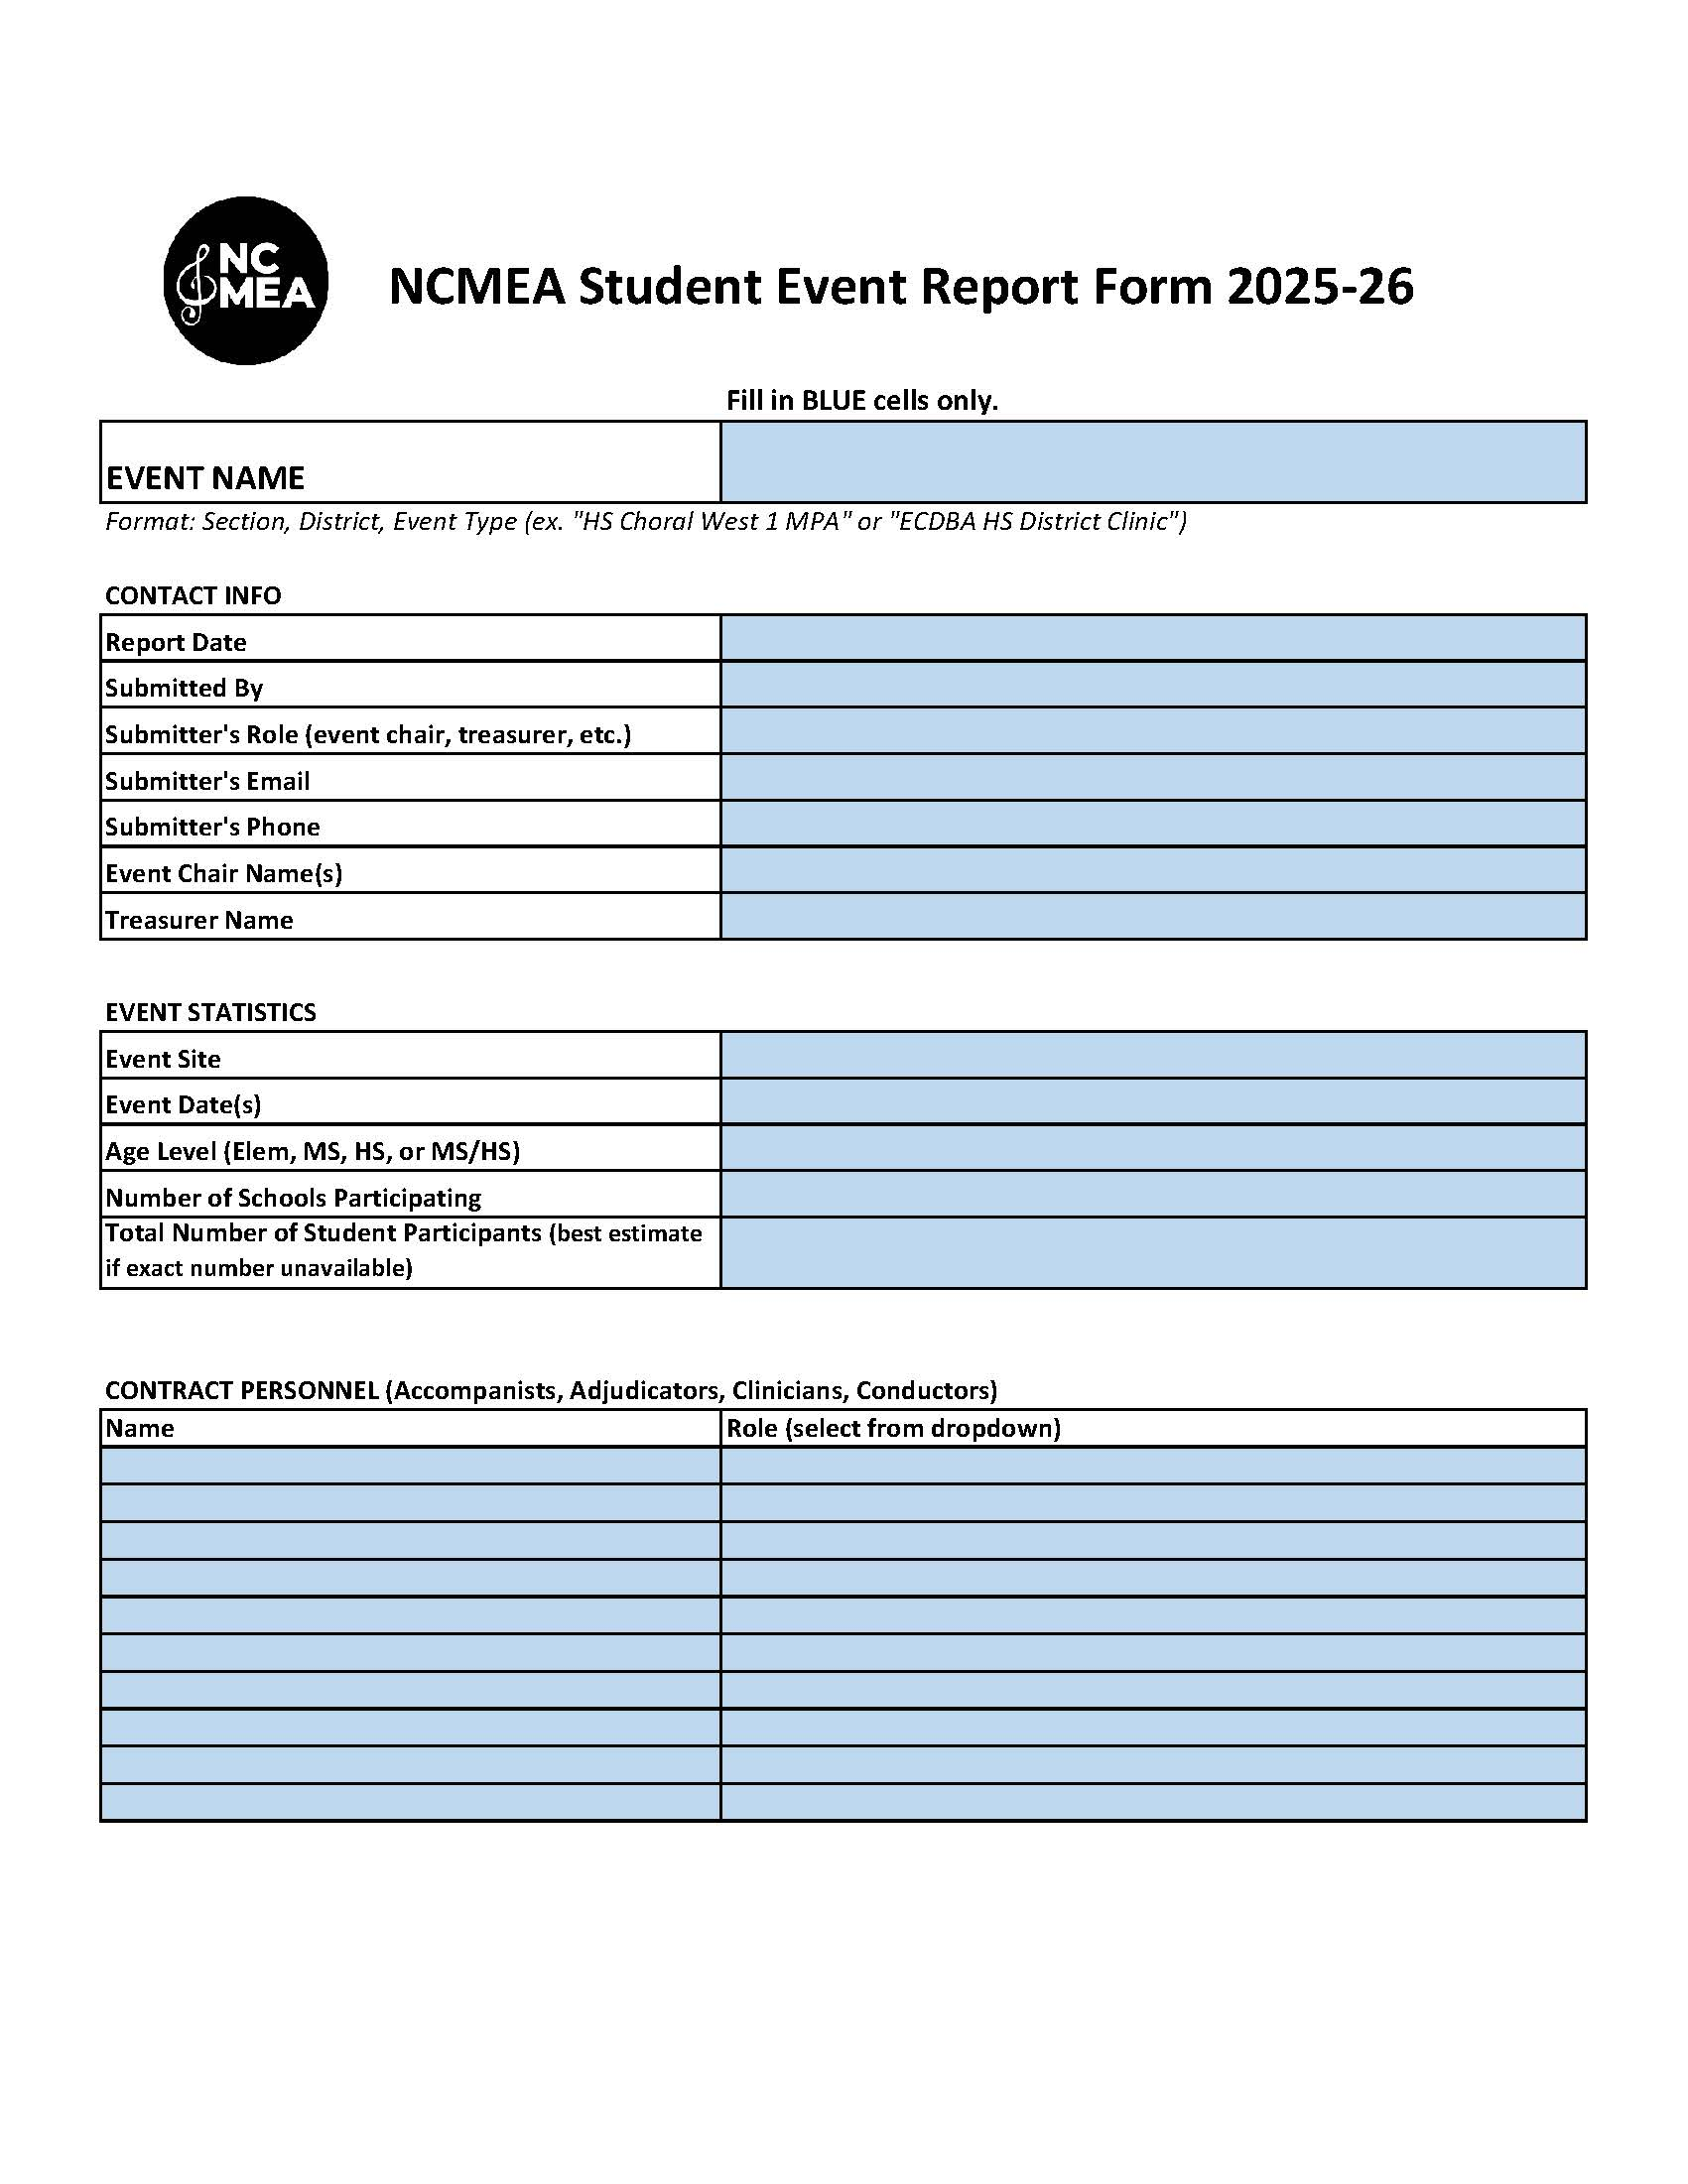 NC
MEA
NCMEA Student Event Report Form 2025-26
Fill in BLUE cells only.
EVENT NAME
Format: Section, District, Event Type (ex. "HS Choral West 1 MPA" or "ECDBA HS District Clinic")
CONTACT INFO
Report Date
Submitted By
Submitter's Role (event chair, treasurer, etc.)
Submitter's Email
Submitter's Phone
Event Chair Name(s)
Treasurer Name
EVENT STATISTICS
Event Site
Event Date(s)
Age Level (Elem, MS, HS, or MS/HS)
Number of Schools Participating
Total Number of Student Participants (best estimate
if exact number unavailable)
CONTRACT PERSONNEL (Accompanists, Adjudicators, Clinicians, Conductors)
Name Role (select from dropdown)